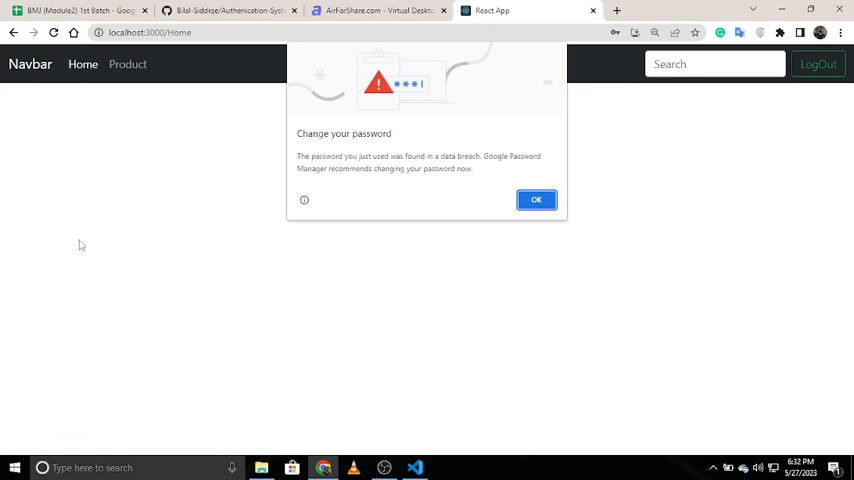 BMJ (Module2) 1st Batch - Goog
Bilal-Siddiqe/Authenication-Syst
AirForShare.com - Virtual Deskto
React App
localhost:3000/Home
Navbar
Home
Product
Search
LogOut
***I
Change your password
The password you just used was found in a data breach. Google Password
Manager recommends changing your password now.
OK
Type here to search
6:32 PM
5/27/2023